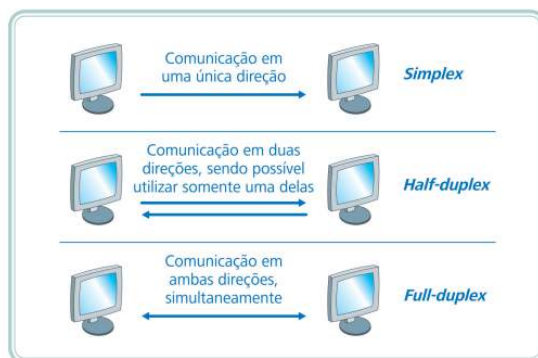 Comunicação em
uma única direção
Simplex
Comunicação em duas
direções, sendo possível
utilizar somente uma delas
Half-duplex
Comunicação em
ambas direções,
simultaneamente
Full-duplex